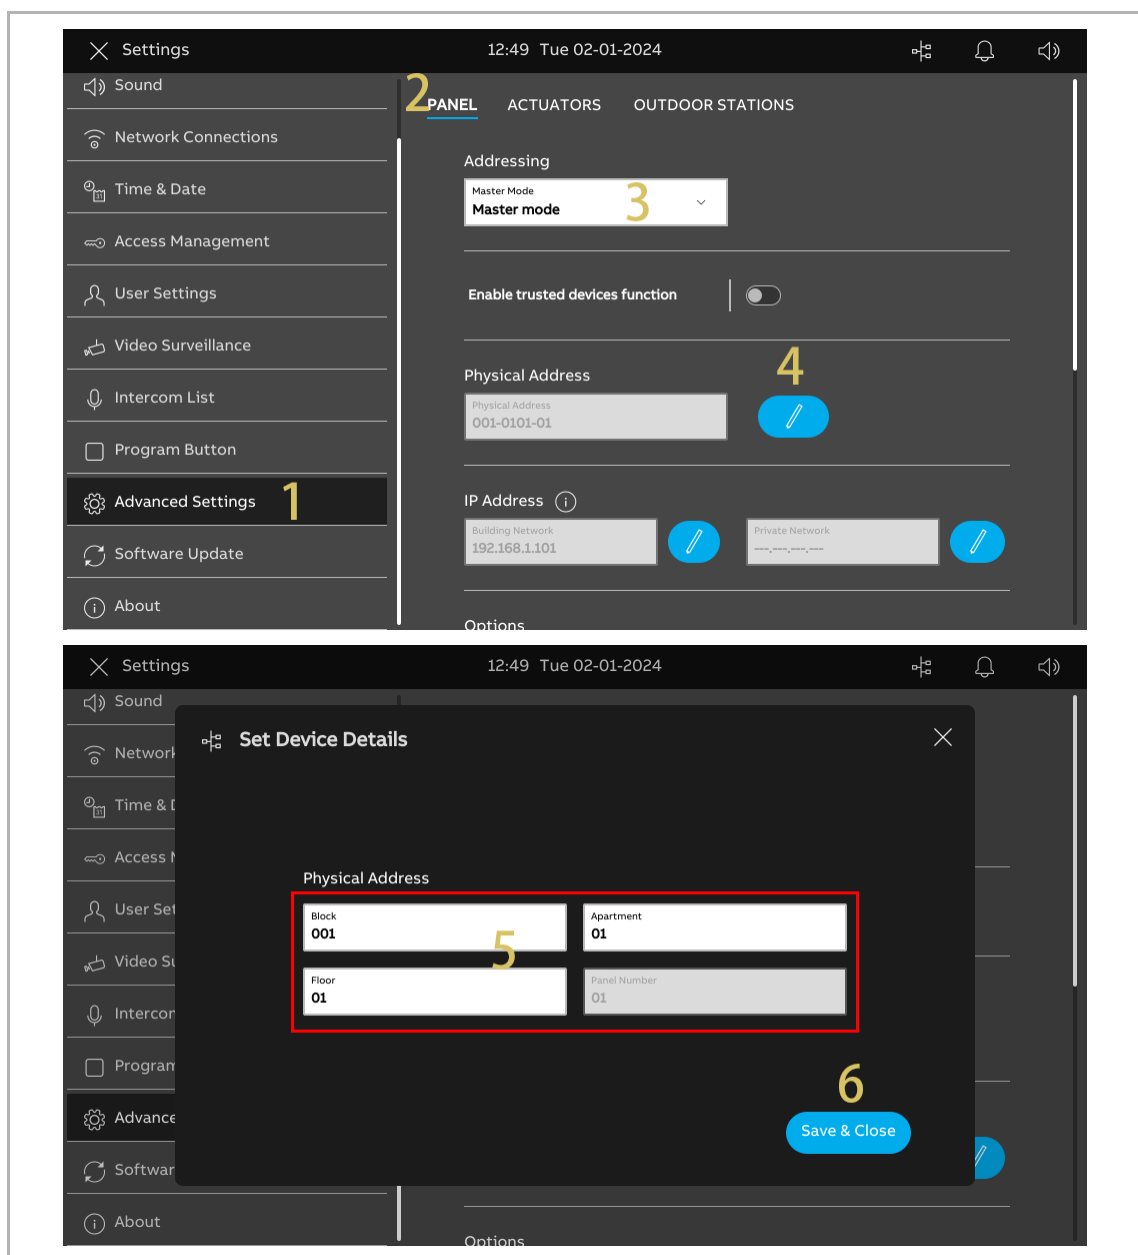 Settings
12:49 Tue 02-01-2024
Sound
Network Connections
Time & Date
Access Management
User Settings
Video Surveillance
Intercom List
Program Button
Advanced Settings
1
Software Update
About
2
PANEL ACTUATORS OUTDOOR STATIONS
Addressing
Master Mode
Master mode
3
Enable trusted devices function
4
Physical Address
Physical Address
001-0101-01
IP Address
Building Network
192.168.1.101
Private Network
---.---.---.---
Options
Settings
12:49 Tue 02-01-2024
Sound
Network
Time & D
Access M
User Set
Video Su
Intercom
Program
Advance
Softwar
About
Set Device Details
Physical Address
Block
001
Apartment
01
5
Floor
01
Panel Number
01
6
Save & Close
Options